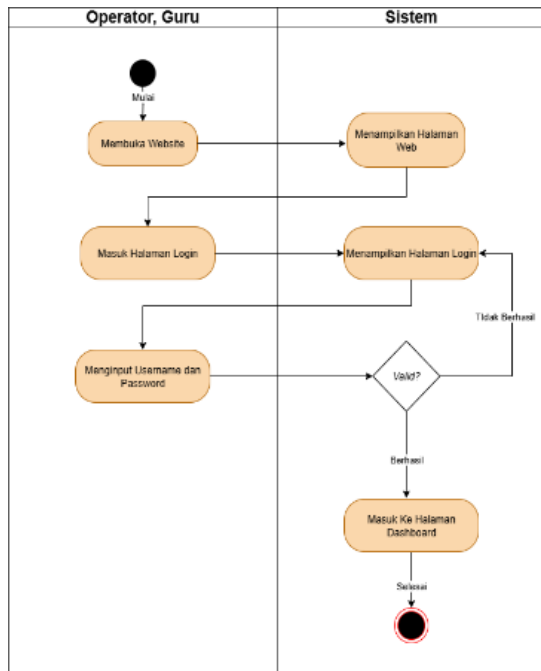 Operator, Guru
Sistem
Mulai
Membuka Website
Menampilkan Halaman
Web
Masuk Halaman Login
Menampilkan Halaman Login
TIdak Berhasil
Menginput Username dan
Password
Valid?
Berhasil
Masuk Ke Halaman
Dashboard
Selesai